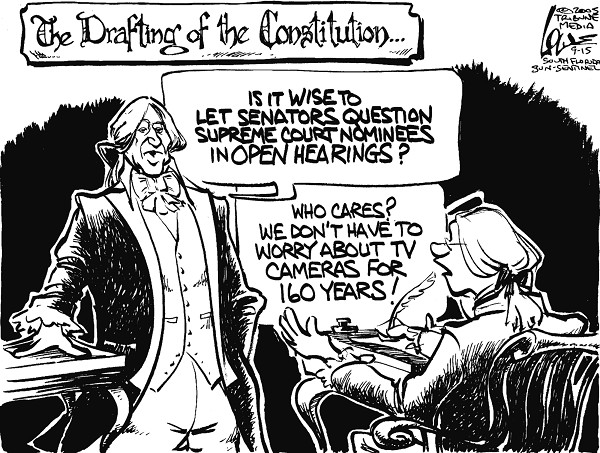 The Drafting of the Constitution...
©2005
TRIBUNE
MEDIA
9-15
SOUTH FLORIDA
SUN-SENTINEL
IS IT WISE TO
LET SENATORS QUESTION
SUPREME COURT NOMINEES
IN OPEN HEARINGS?
WHO CARES?
WE DON'T HAVE TO
WORRY ABOUT TV
CAMERAS FOR
160 YEARS!